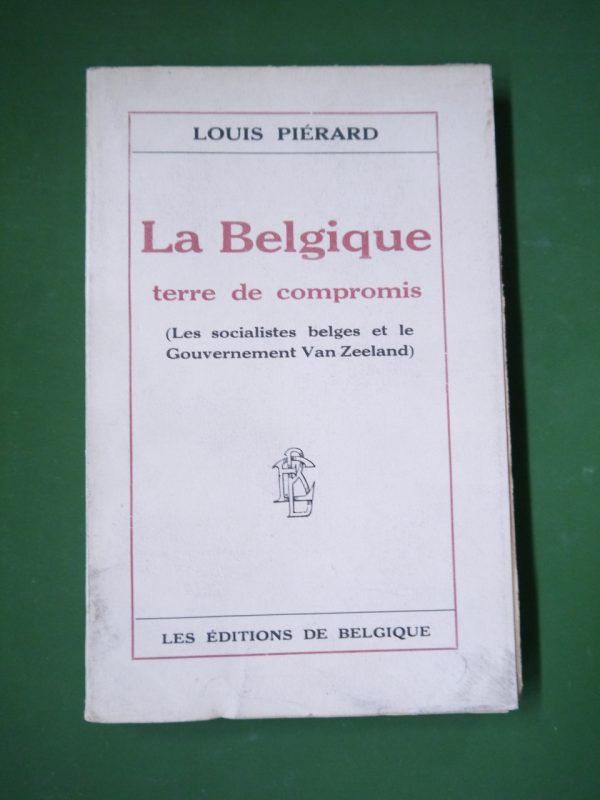 LOUIS PIÉRARD
La Belgique
terre de compromis
(Les socialistes belges et le
Gouvernement Van Zeeland)
LES ÉDITIONS DE BELGIQUE